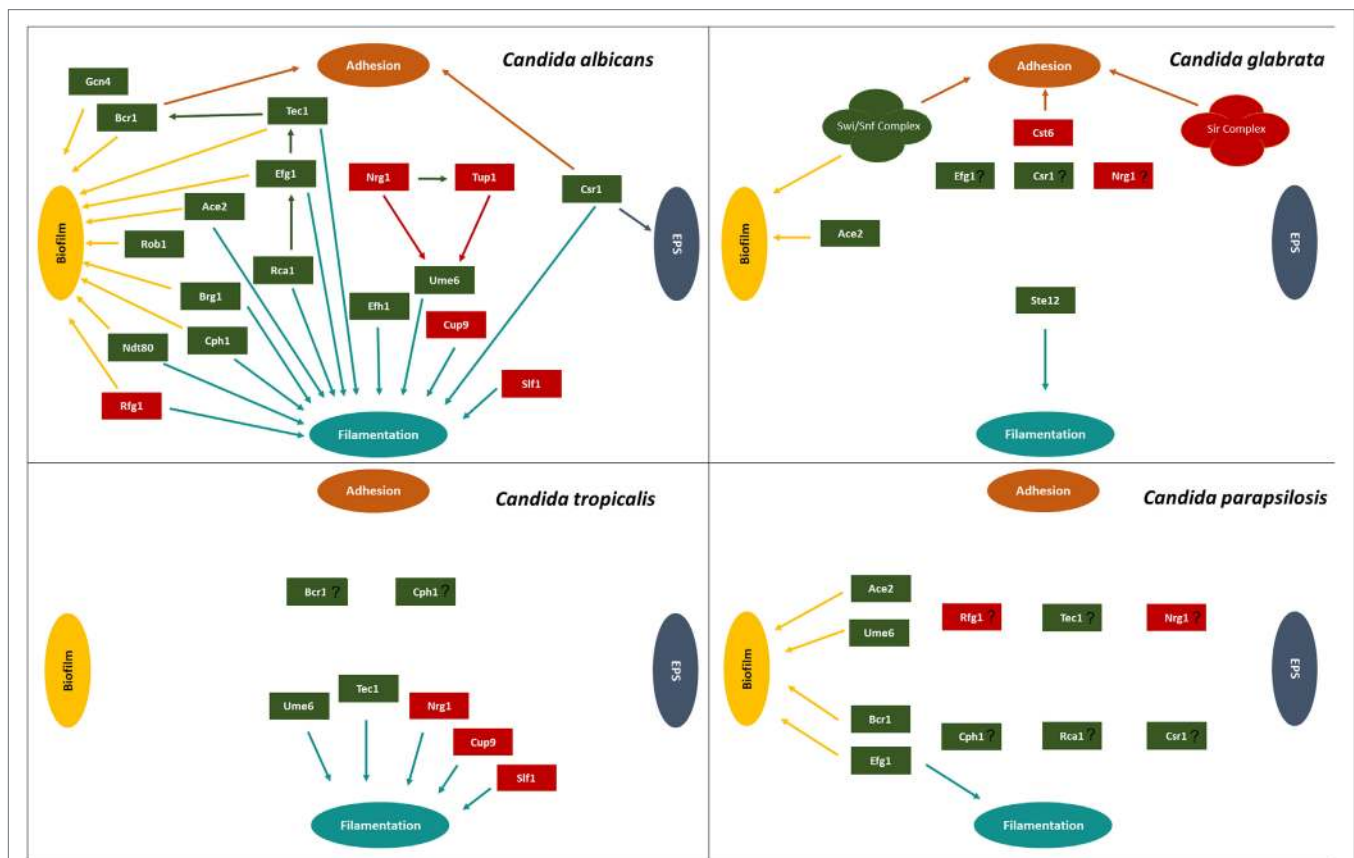 Candida albicans
Adhesion
Gcn4
Bcr1
Tec1
Efg1
Nrg1
Tup1
Csr1
Ace2
Biofilm
Rob1
EPS
Rca1
Ume6
Brg1
Efh1
Cup9
Ndt80
Cph1
Slf1
Rfg1
Filamentation
Candida glabrata
Adhesion
Swi/Snf Complex
Cst6
Sir Complex
Efg1?
Csr1?
Nrg1?
Biofilm
Ace2
EPS
Ste12
Filamentation
Candida tropicalis
Adhesion
Bcr1?
Cph1?
Biofilm
EPS
Ume6
Tec1
Nrg1
Cup9
Slf1
Filamentation
Candida parapsilosis
Adhesion
Ace2
Rfg1?
Tec1?
Nrg1?
Ume6
Biofilm
EPS
Bcr1
Cph1?
Rca1?
Csr1?
Efg1
Filamentation